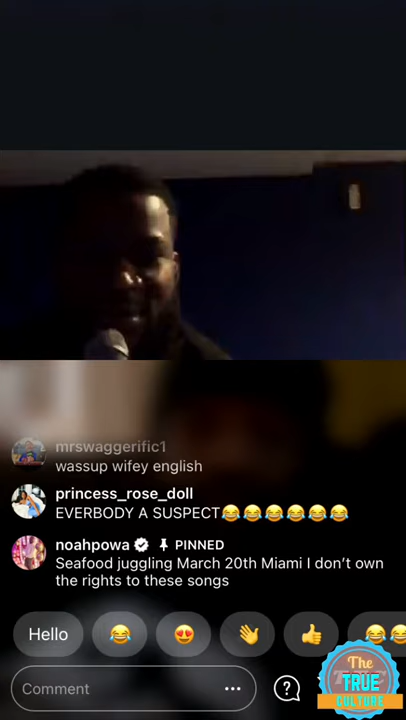 mrswaggerific1
wassup wifey english
princess_rose_doll
EVERBODY A SUSPECT😂😂😂😂😂😂
noahpowa PINNED
Seafood juggling March 20th Miami I don’t own
the rights to these songs
Hello
Comment
The
TRUE
CULTURE